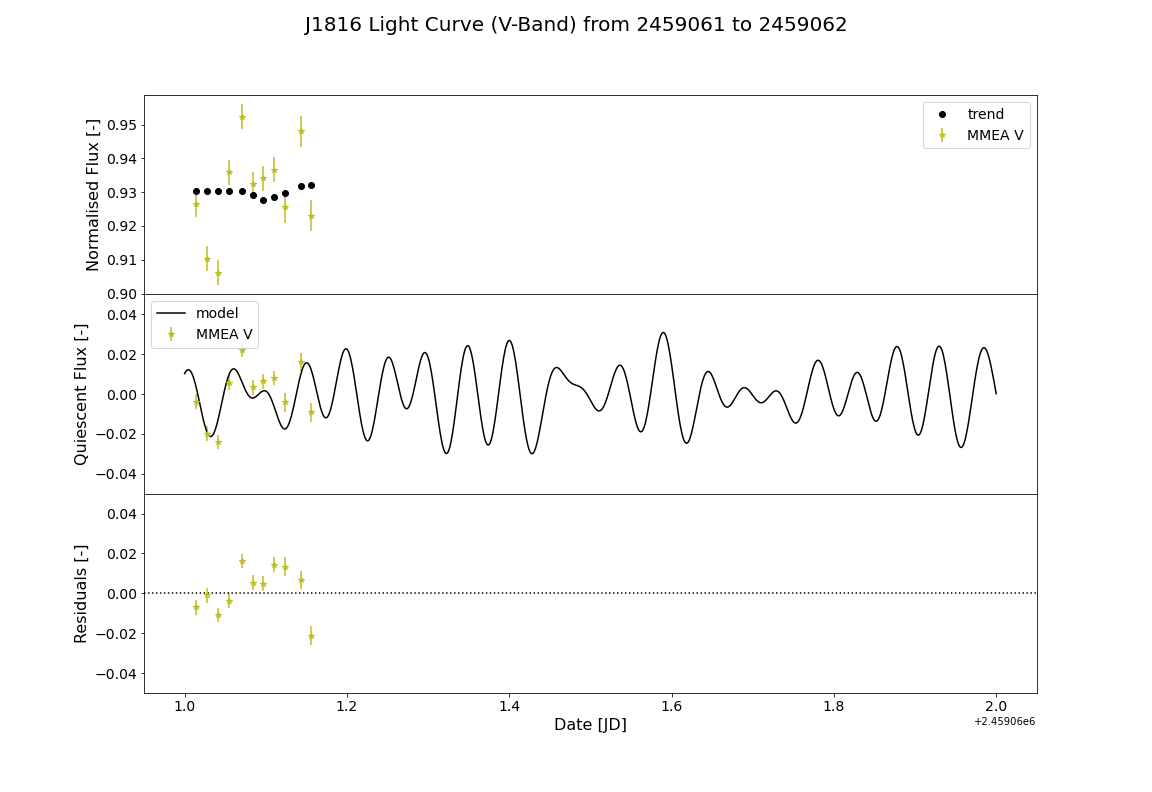 J1816 Light Curve (V-Band) from 2459061 to 2459062
Normalised Flux [-]
0.95
0.94
0.93
0.92
0.91
0.90
trend
MMEA V
Quiescent Flux [-]
0.04
0.02
0.00
−0.02
−0.04
model
MMEA V
Residuals [-]
0.04
0.02
0.00
−0.02
−0.04
1.0 1.2 1.4 1.6 1.8 2.0
Date [JD]
+2.45906e6